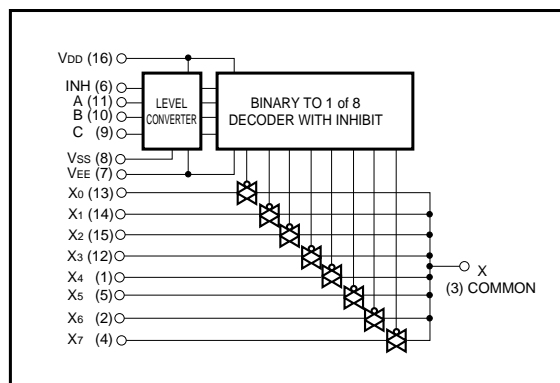 VDD (16)
INH (6)
A (11)
B (10)
C (9)
LEVEL
CONVERTER
BINARY TO 1 of 8
DECODER WITH INHIBIT
VSS (8)
VEE (7)
X0 (13)
X1 (14)
X2 (15)
X3 (12)
X4 (1)
X5 (5)
X6 (2)
X7 (4)
X
(3) COMMON